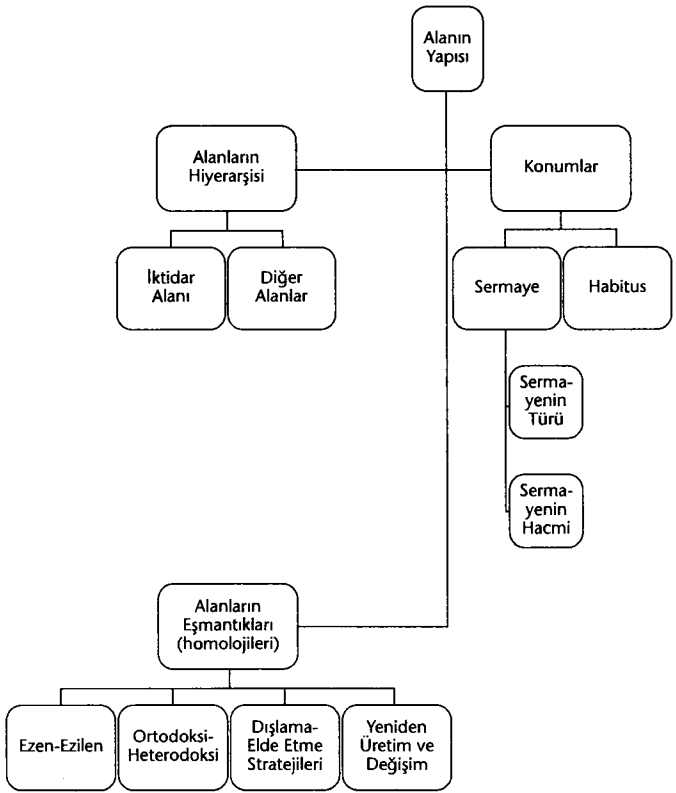 Alanın
Yapısı
Alanların
Hiyerarşisi
Konumlar
İktidar
Alanı
Diğer
Alanlar
Sermaye
Habitus
Serma-
yenin
Türü
Serma-
yenin
Hacmi
Alanların
Eşmantıkları
(homolojileri)
Ezen-Ezilen
Ortodoksi-
Heterodoksi
Dışlama-
Elde Etme
Stratejileri
Yeniden
Üretim ve
Değişim